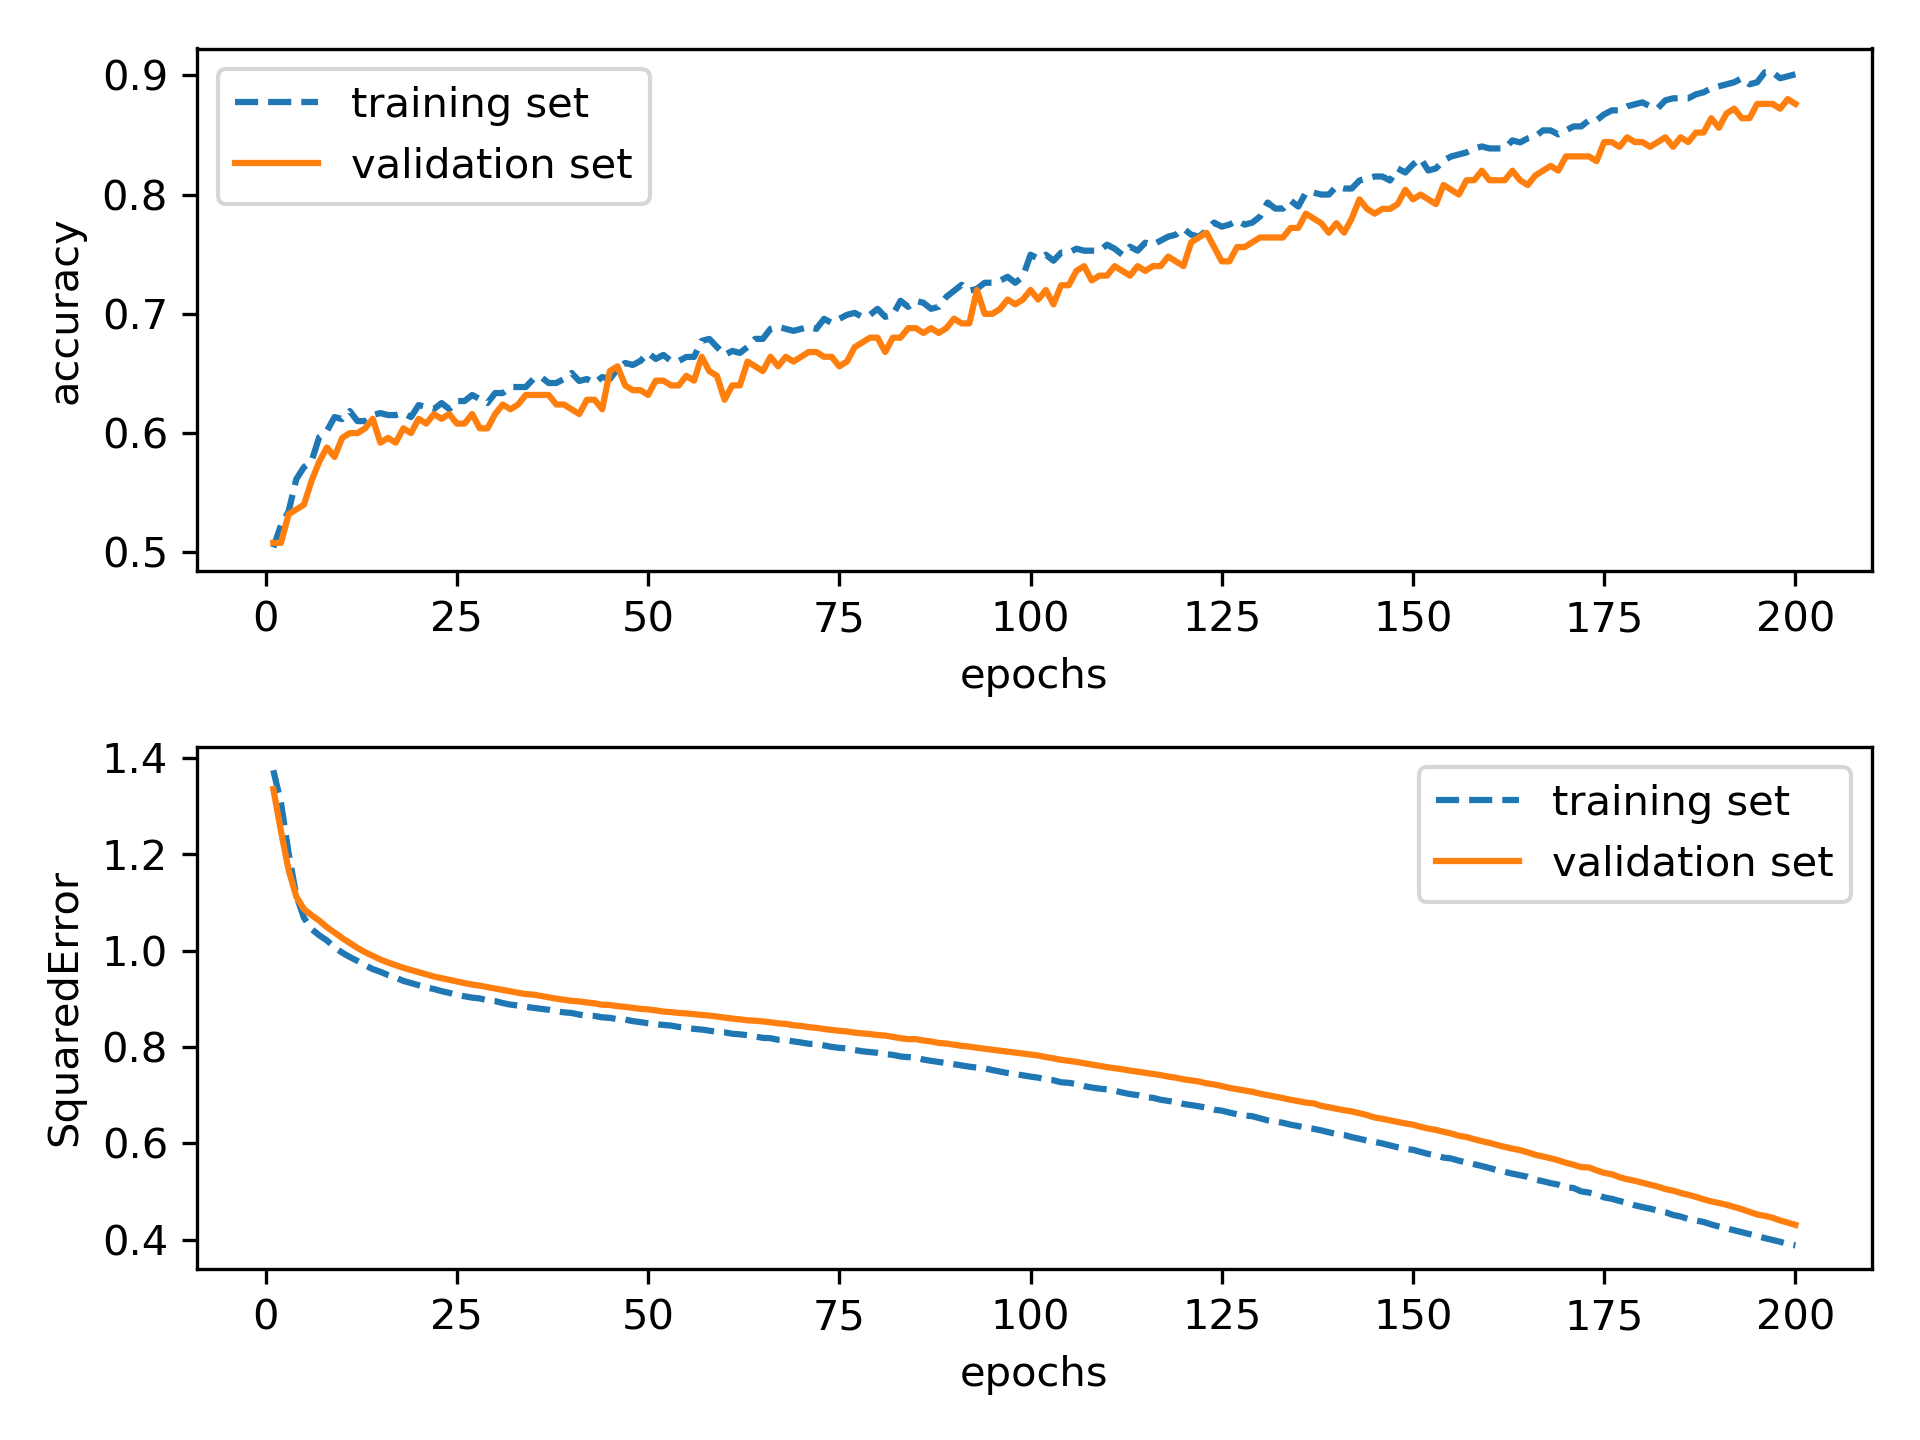 0.9
0.8
0.7
0.6
0.5
accuracy
training set
validation set
0 25 50 75 100 125 150 175 200
epochs
1.4
1.2
1.0
0.8
0.6
0.4
SquaredError
training set
validation set
0 25 50 75 100 125 150 175 200
epochs